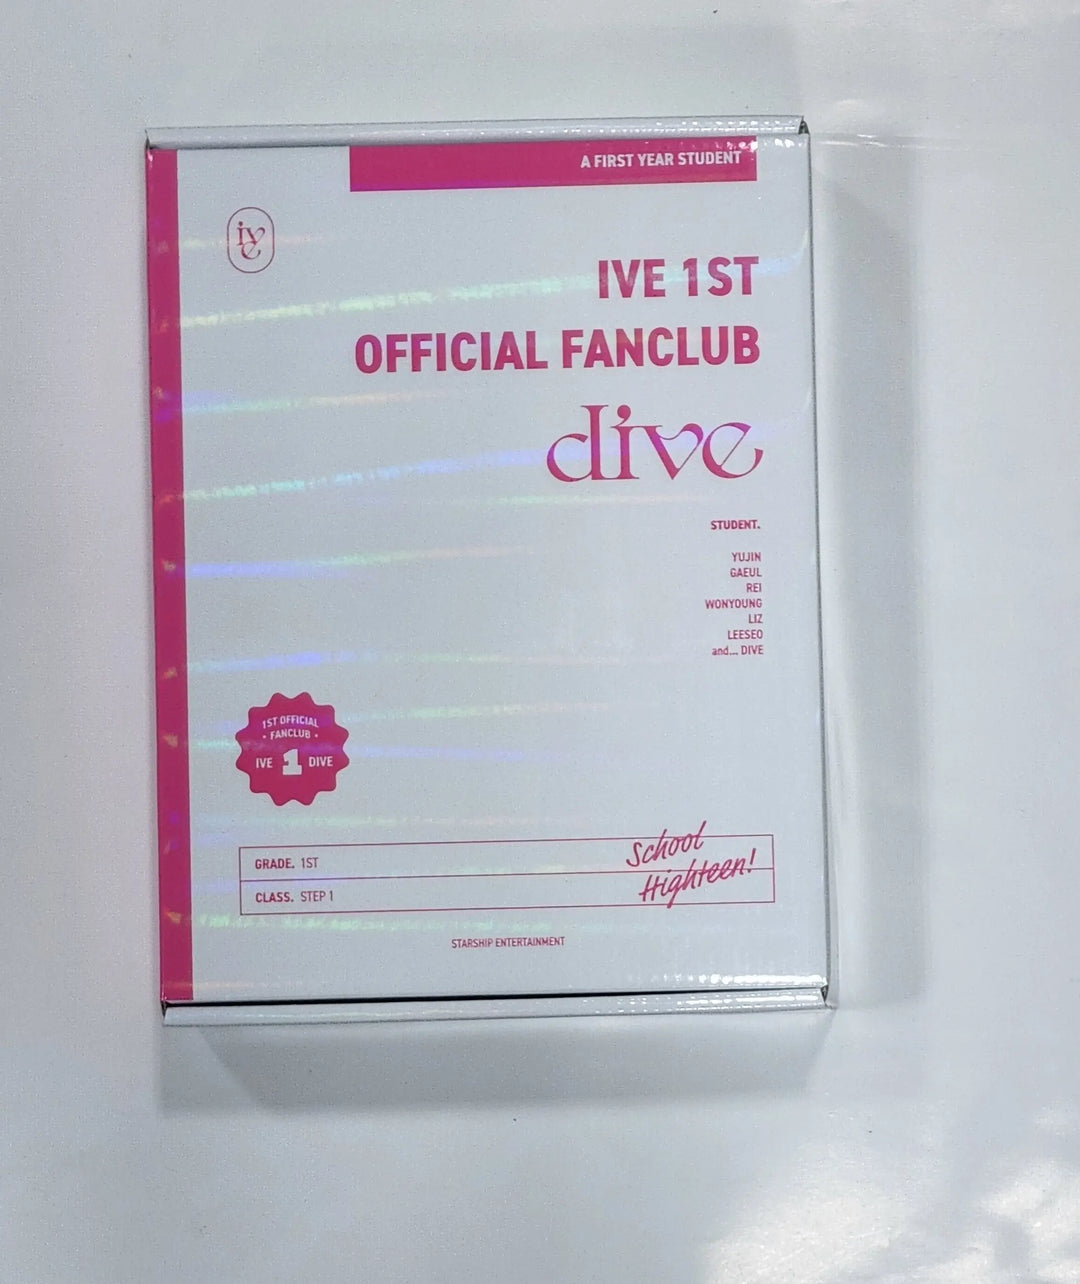 A FIRST YEAR STUDENT
ive
IVE 1ST
OFFICIAL FANCLUB
dive
STUDENT.
YUJIN
GAEUL
REI
WONYOUNG
LIZ
LEESEO
and... DIVE
1ST OFFICIAL
• FANCLUB •
IVE 1 DIVE
GRADE. 1ST
CLASS. STEP 1
School
Highteen!
STARSHIP ENTERTAINMENT